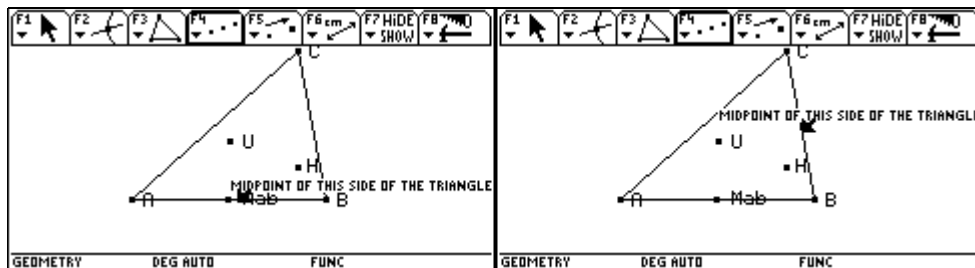 F1 F2 F3 F4 F5 F6 cm F7 HiDE SHOW F8
C
U
H
MIDPOINT OF THIS SIDE OF THE TRIANGLE
A Mab B
GEOMETRY DEG AUTO FUNC
F1 F2 F3 F4 F5 F6 cm F7 HiDE SHOW F8
C
MIDPOINT OF THIS SIDE OF THE TRIANGLE
U
H
A Mab B
GEOMETRY DEG AUTO FUNC